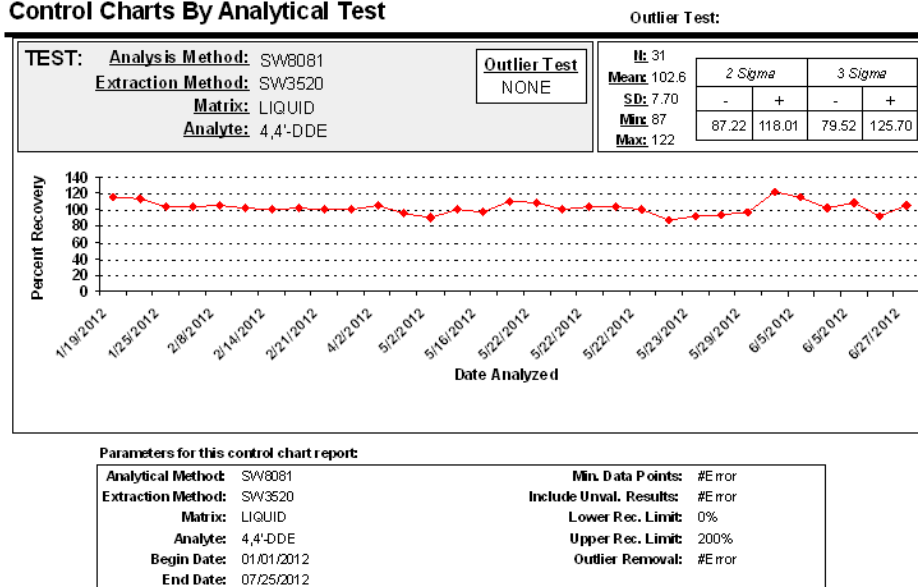 Control Charts By Analytical Test
Outlier Test:
TEST: Analysis Method: SW8081
Extraction Method: SW3520
Matrix: LIQUID
Analyte: 4,4'-DDE
Outlier Test
NONE
N: 31
Mean: 102.6
SD: 7.70
Min: 87
Max: 122
2 Sigma 3 Sigma
- + - +
87.22 118.01 79.52 125.70
Percent Recovery
140
120
100
80
60
40
20
0
1/19/2012 1/25/2012 2/8/2012 2/14/2012 2/21/2012 4/2/2012 5/2/2012 5/16/2012 5/22/2012 5/22/2012 5/22/2012 5/23/2012 5/29/2012 6/5/2012 6/5/2012 6/27/2012
Date Analyzed
Parameters for this control chart report:
Analytical Method: SW8081 Min. Data Points: #Error
Extraction Method: SW3520 Include Unval. Results: #Error
Matrix: LIQUID Lower Rec. Limit: 0%
Analyte: 4,4'-DDE Upper Rec. Limit: 200%
Begin Date: 01/01/2012 Outlier Removal: #Error
End Date: 07/25/2012